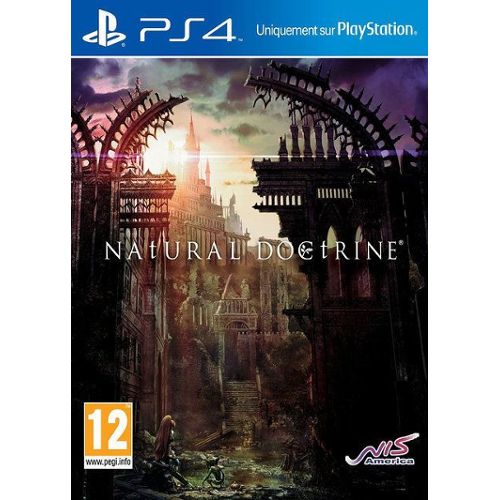 PS4
Uniquement sur PlayStation®
NAtURAL DOCtRINE®
12
www.pegi.info
NIS
America